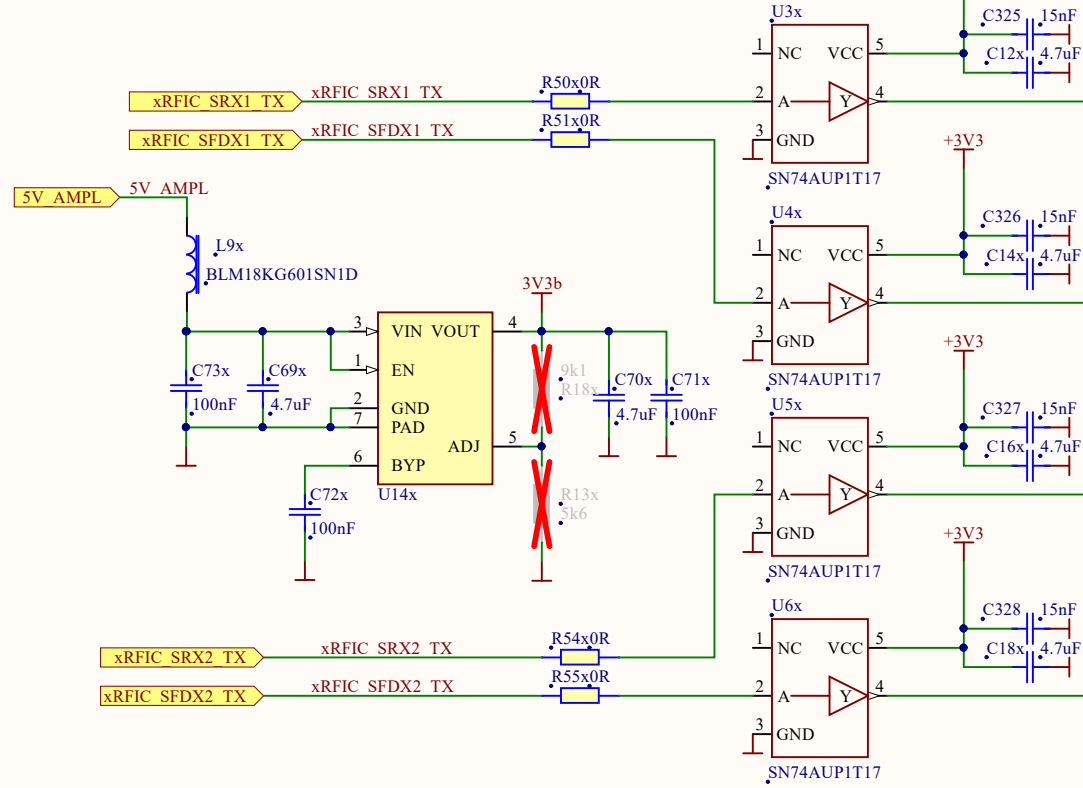 U3x
C325 15nF
1 NC VCC 5
C12x 4.7uF
R50x0R
xRFIC_SRX1_TX xRFIC_SRX1_TX
2 A Y 4
R51x0R
xRFIC_SFDX1_TX xRFIC_SFDX1_TX
3 GND
+3V3
SN74AUP1T17
5V_AMPL 5V_AMPL
U4x
C326 15nF
1 NC VCC 5
C14x 4.7uF
L9x
BLM18KG601SN1D
3V3b
2 A Y 4
3 VIN VOUT 4
3 GND
+3V3
C73x C69x
1 EN
9k1
R18x
C70x C71x
SN74AUP1T17
100nF 4.7uF
2 GND
7 PAD
4.7uF 100nF
U5x
C327 15nF
ADJ 5
1 NC VCC 5
C16x 4.7uF
6 BYP
U14x
C72x
100nF
R13x
5k6
2 A Y 4
3 GND
+3V3
SN74AUP1T17
U6x
C328 15nF
R54x0R
xRFIC_SRX2_TX xRFIC_SRX2_TX
1 NC VCC 5
C18x 4.7uF
R55x0R
xRFIC_SFDX2_TX xRFIC_SFDX2_TX
2 A Y 4
3 GND
SN74AUP1T17